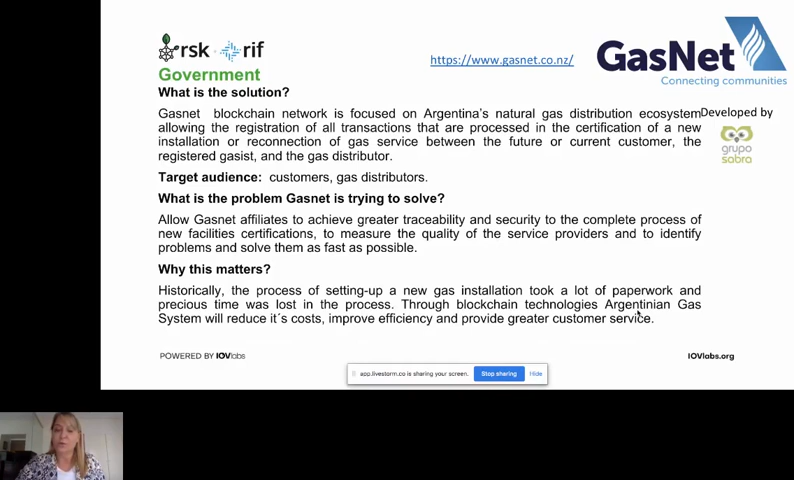 rsk rif
https://www.gasnet.co.nz/
GasNet
Connecting communities
Government
What is the solution?
Gasnet blockchain network is focused on Argentina's natural gas distribution ecosystem
allowing the registration of all transactions that are processed in the certification of a new
installation or reconnection of gas service between the future or current customer, the
registered gasist, and the gas distributor.
Developed by
grupo
sabra
Target audience: customers, gas distributors.
What is the problem Gasnet is trying to solve?
Allow Gasnet affiliates to achieve greater traceability and security to the complete process of
new facilities certifications, to measure the quality of the service providers and to identify
problems and solve them as fast as possible.
Why this matters?
Historically, the process of setting-up a new gas installation took a lot of paperwork and
precious time was lost in the process. Through blockchain technologies Argentinian Gas
System will reduce it´s costs, improve efficiency and provide greater customer service.
POWERED BY IOVlabs
IOVlabs.org
app.livestorm.co is sharing your screen.
Stop sharing
Hide